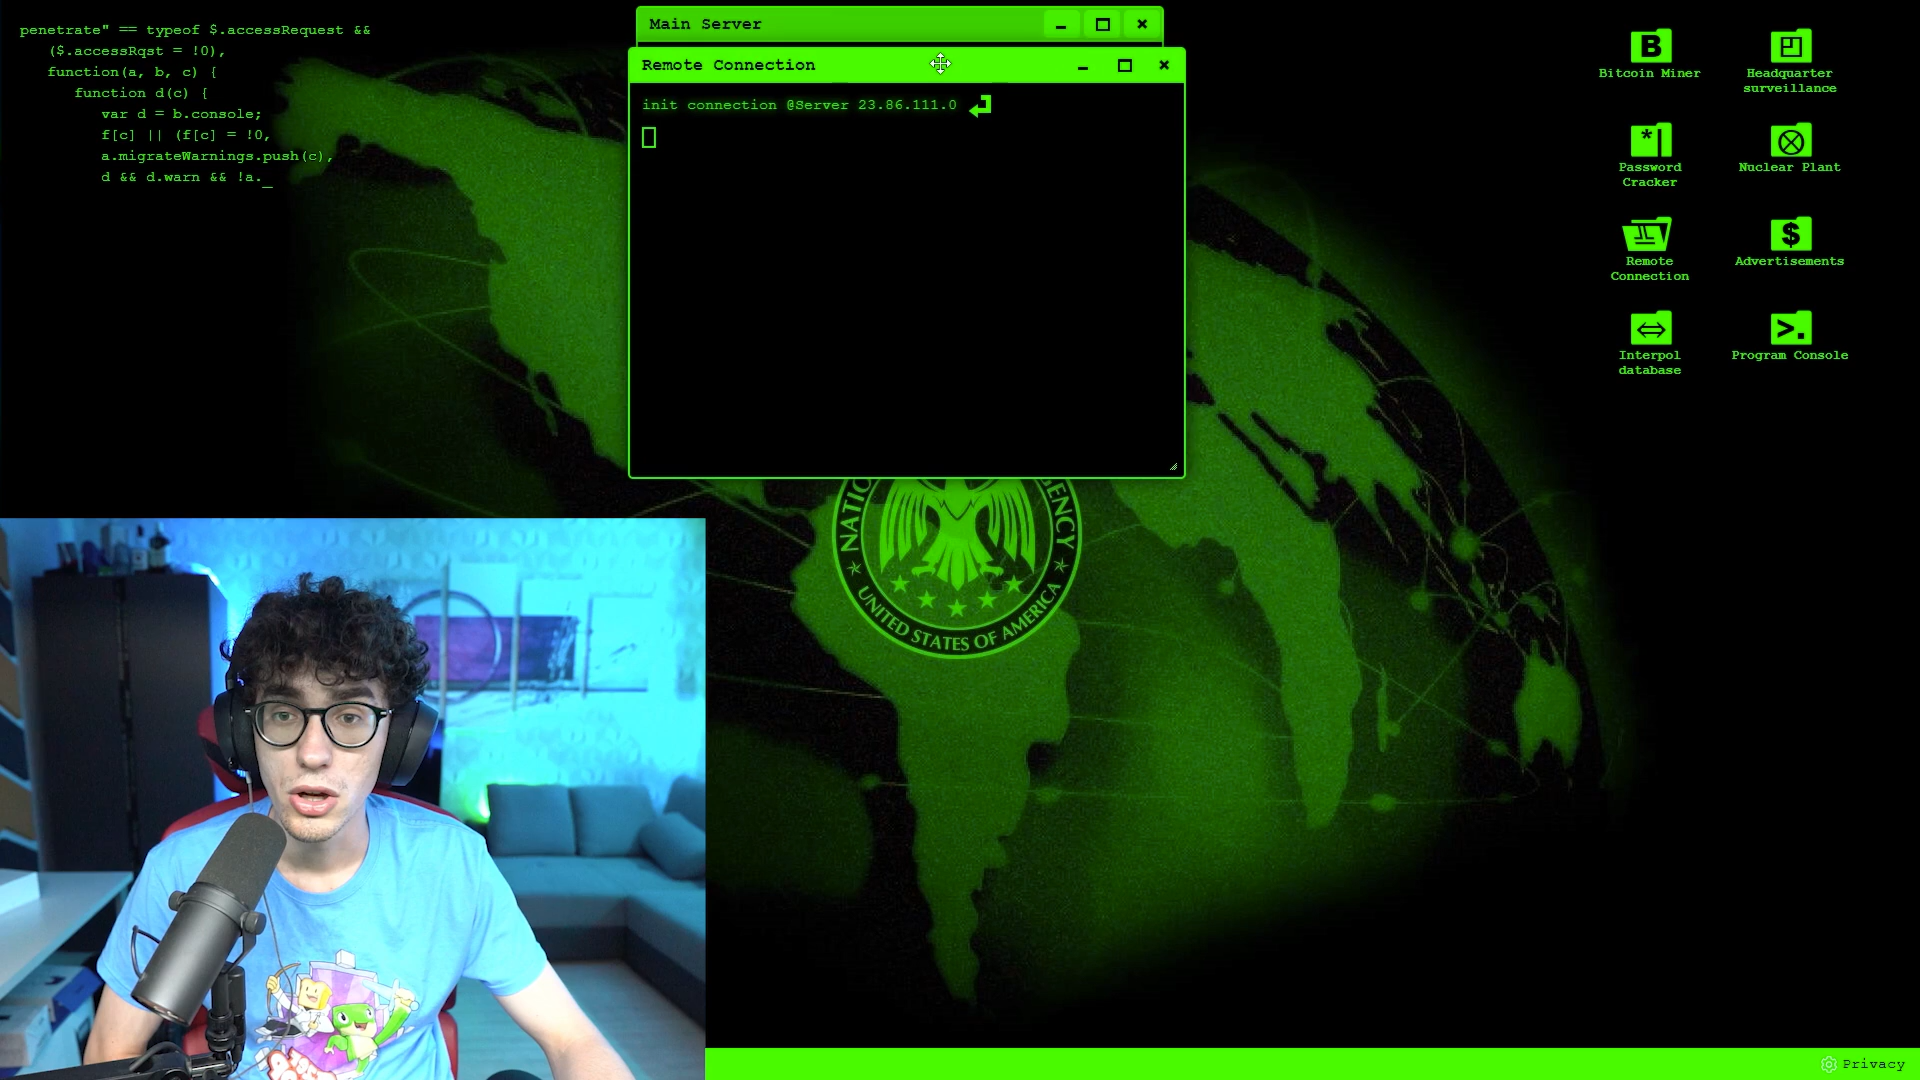 penetrate" == typeof $.accessRequest &&
($.accessRqst = !0),
function(a, b, c) {
function d(c) {
var d = b.console;
f[c] || (f[c] = !0,
a.migrateWarnings.push(c),
d && d.warn && !a._
Main Server
Remote Connection
init connection @Server 23.86.111.0
Bitcoin Miner
Headquarter
surveillance
Password
Cracker
Nuclear Plant
Remote
Connection
Advertisements
Interpol
database
Program Console
UNITED STATES OF AMERICA
Privacy